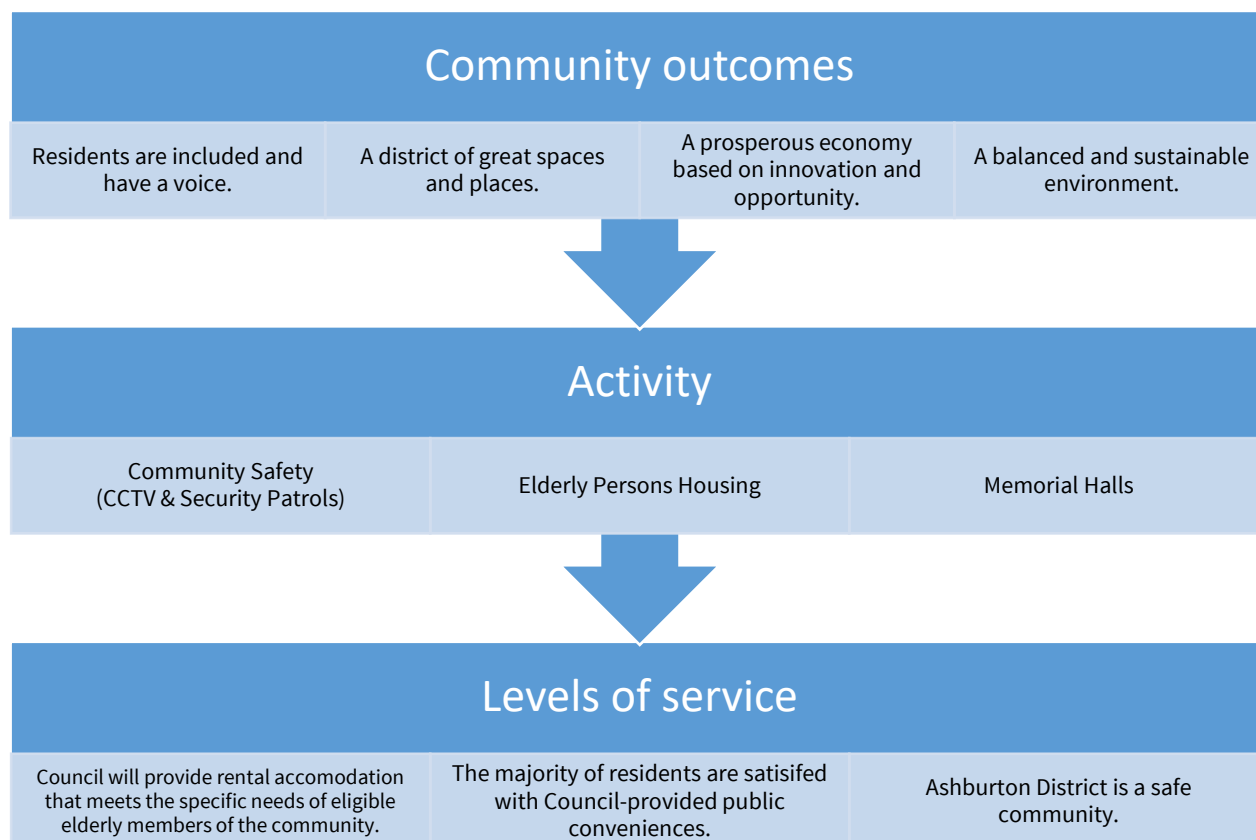 Community outcomes
Residents are included and
have a voice.
A district of great spaces
and places.
A prosperous economy
based on innovation and
opportunity.
A balanced and sustainable
environment.
Activity
Community Safety
(CCTV & Security Patrols)
Elderly Persons Housing
Memorial Halls
Levels of service
Council will provide rental accomodation
that meets the specific needs of eligible
elderly members of the community.
The majority of residents are satisifed
with Council-provided public
conveniences.
Ashburton District is a safe
community.